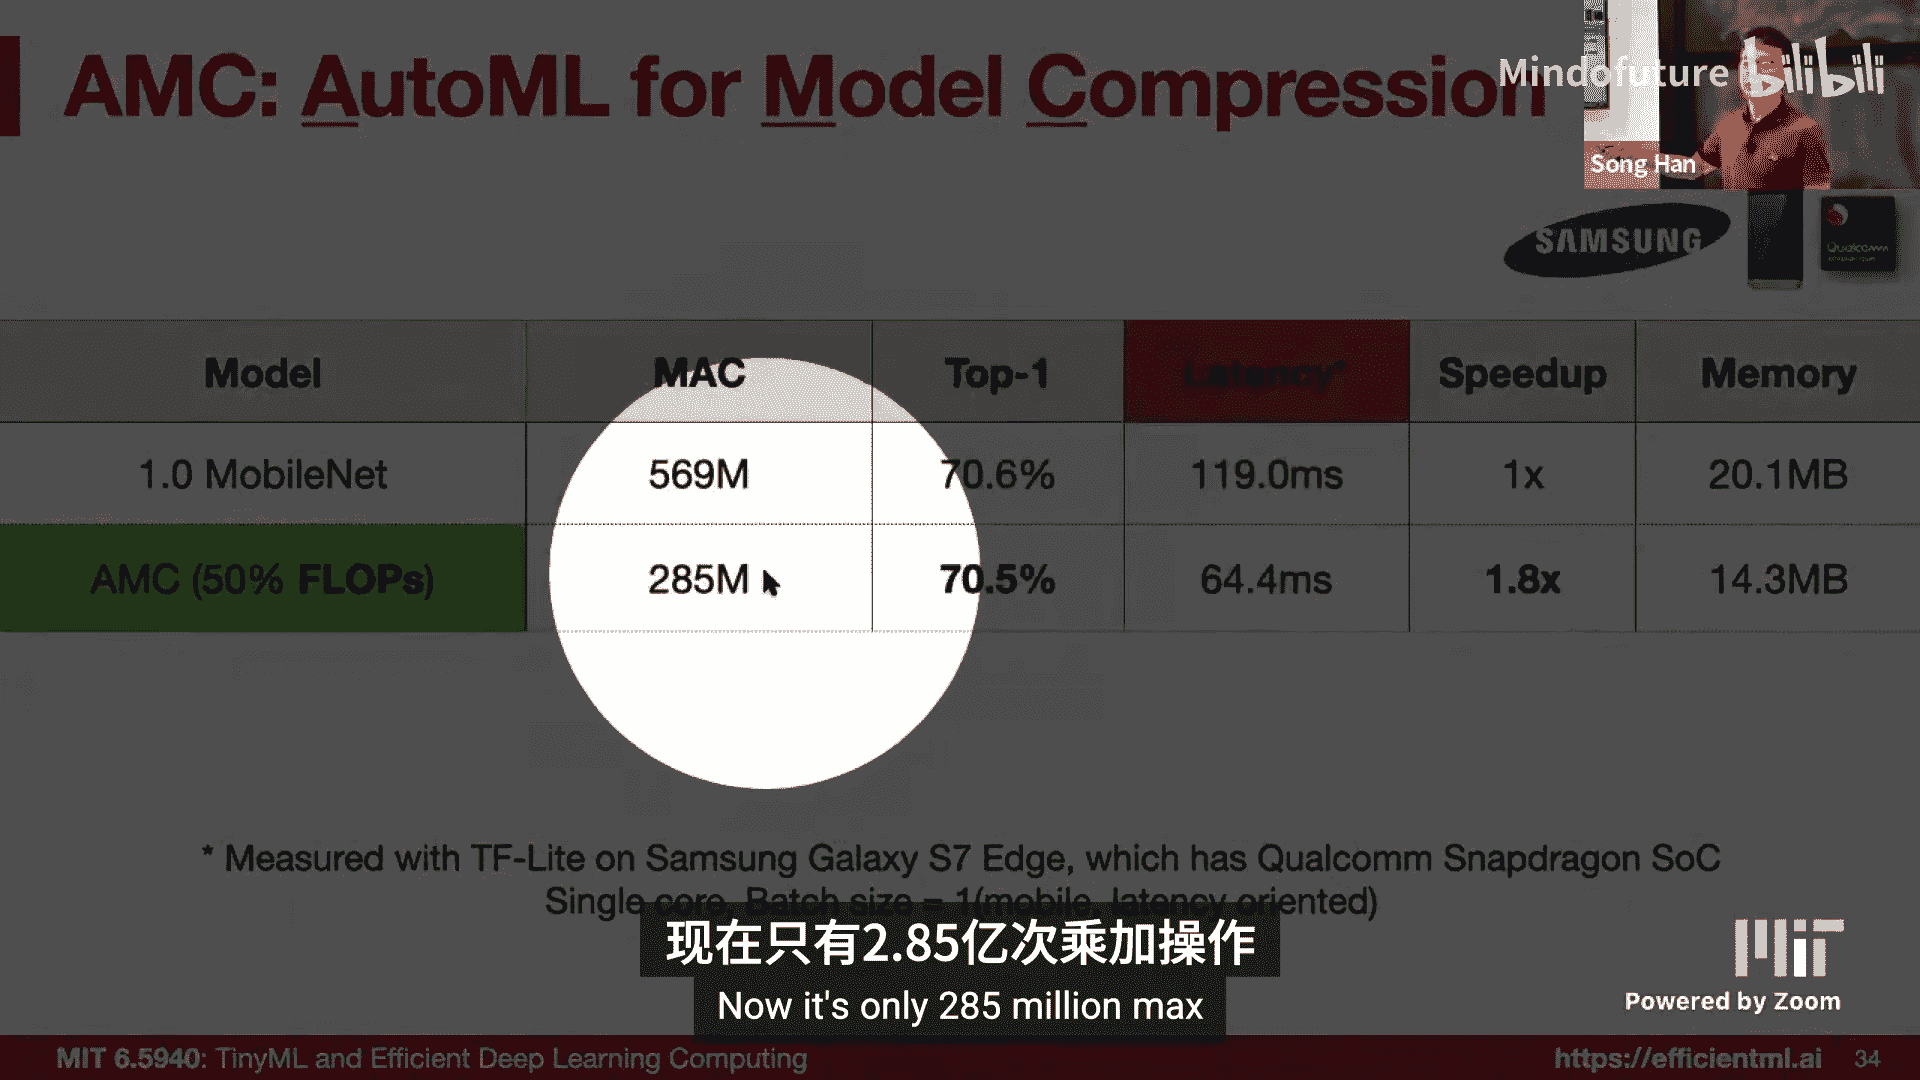 AMC: AutoML for Model Compression
Mindofuture bilibili
Song Han
SAMSUNG
Qualcomm
Model MAC Top-1 Latency* Speedup Memory
1.0 MobileNet 569M 70.6% 119.0ms 1x 20.1MB
AMC (50% FLOPs) 285M 70.5% 64.4ms 1.8x 14.3MB
* Measured with TF-Lite on Samsung Galaxy S7 Edge, which has Qualcomm Snapdragon SoC
Single core, Batch size = 1(mobile, latency oriented)
现在只有2.85亿次乘加操作
Now it's only 285 million max
MIT
Powered by Zoom
MIT 6.5940: TinyML and Efficient Deep Learning Computing
https://efficientml.ai 34